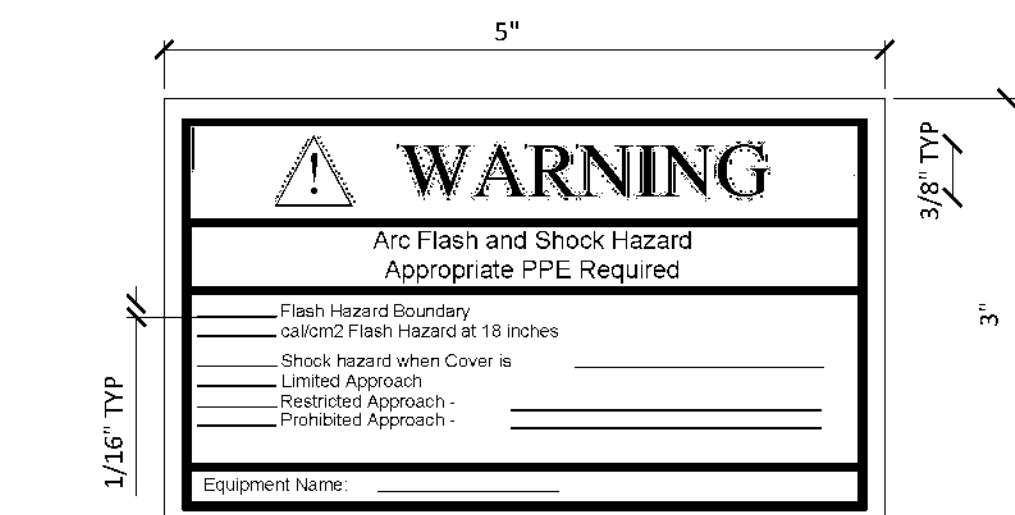 5"
WARNING
3/8" TYP
Arc Flash and Shock Hazard
Appropriate PPE Required
3"
Flash Hazard Boundary
cal/cm2 Flash Hazard at 18 inches
Shock hazard when Cover is
Limited Approach
Restricted Approach -
Prohibited Approach -
1/16" TYP
Equipment Name: